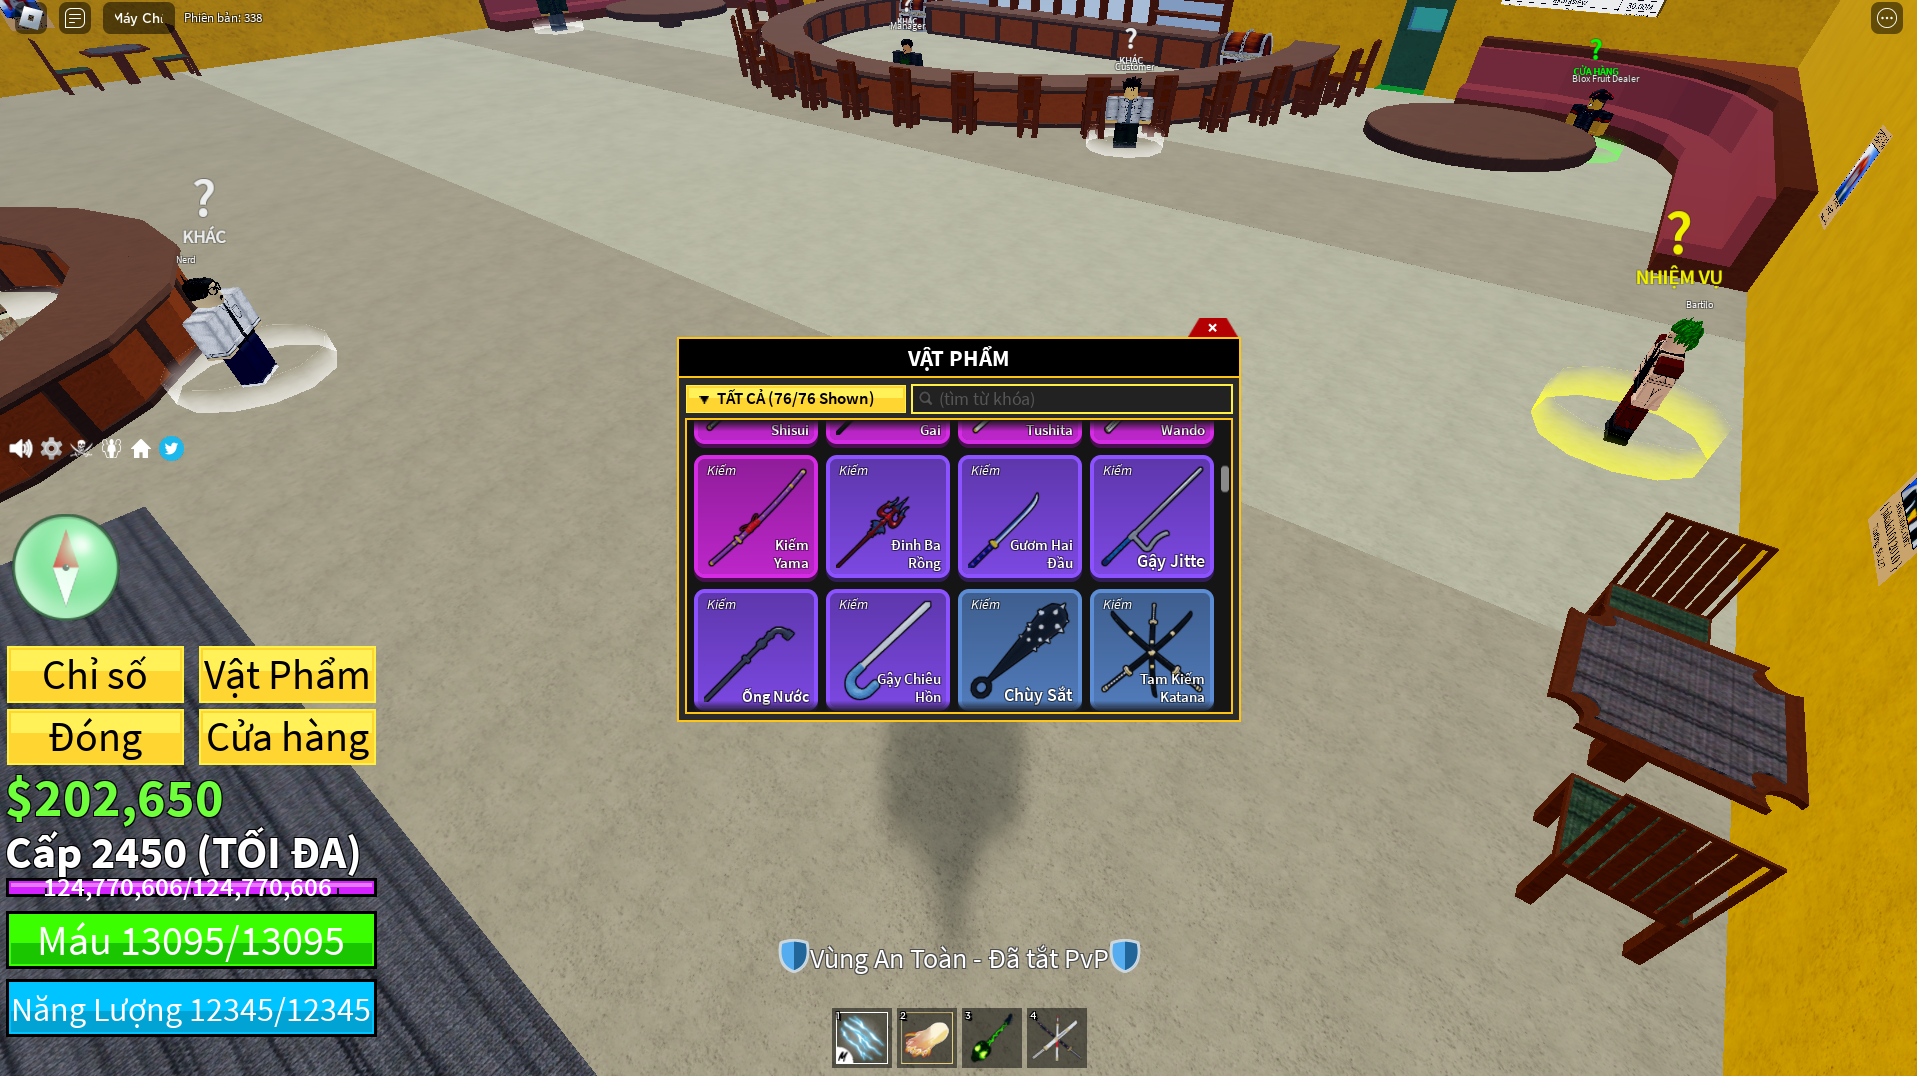 Máy Chủ
Phiên bản: 338
KHÁC
Manager
KHÁC
Customer
30.00M
CỬA HÀNG
Blox Fruit Dealer
?
KHÁC
Nerd
?
NHIỆM VỤ
Bartilo
VẬT PHẨM
▼ TẤT CẢ (76/76 Shown)
(tìm từ khóa)
Shisui
Gai
Tushita
Wando
Kiếm
Kiếm
Yama
Kiếm
Đinh Ba
Rồng
Kiếm
Gươm Hai
Đầu
Kiếm
Gậy Jitte
Kiếm
Ống Nước
Kiếm
Gậy Chiêu
Hồn
Kiếm
Chùy Sắt
Kiếm
Tam Kiếm
Katana
Chỉ số
Vật Phẩm
Đóng
Cửa hàng
$202,650
Cấp 2450 (TỐI ĐA)
124,770,606/124,770,606
Máu 13095/13095
Năng Lượng 12345/12345
Vùng An Toàn - Đã tắt PvP
1
M
2
3
4